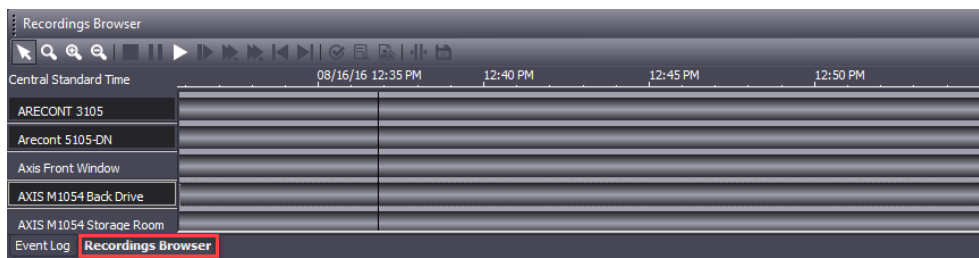 Recordings Browser
Central Standard Time 08/16/16 12:35 PM 12:40 PM 12:45 PM 12:50 PM
ARECONT 3105
Arecont 5105-DN
Axis Front Window
AXIS M1054 Back Drive
AXIS M1054 Storage Room
Event Log Recordings Browser